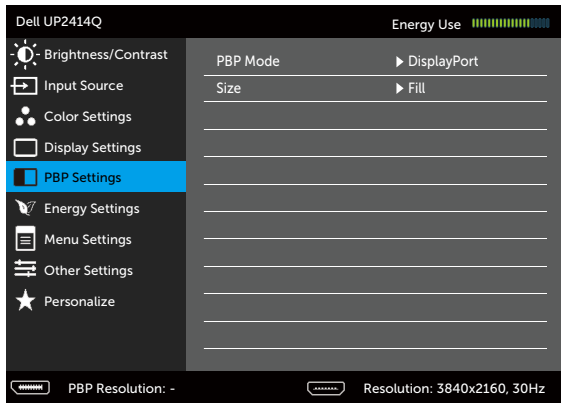 Dell UP2414Q
Energy Use
Brightness/Contrast
Input Source
Color Settings
Display Settings
PBP Settings
Energy Settings
Menu Settings
Other Settings
Personalize
PBP Mode DisplayPort
Size Fill
PBP Resolution: -
Resolution: 3840x2160, 30Hz